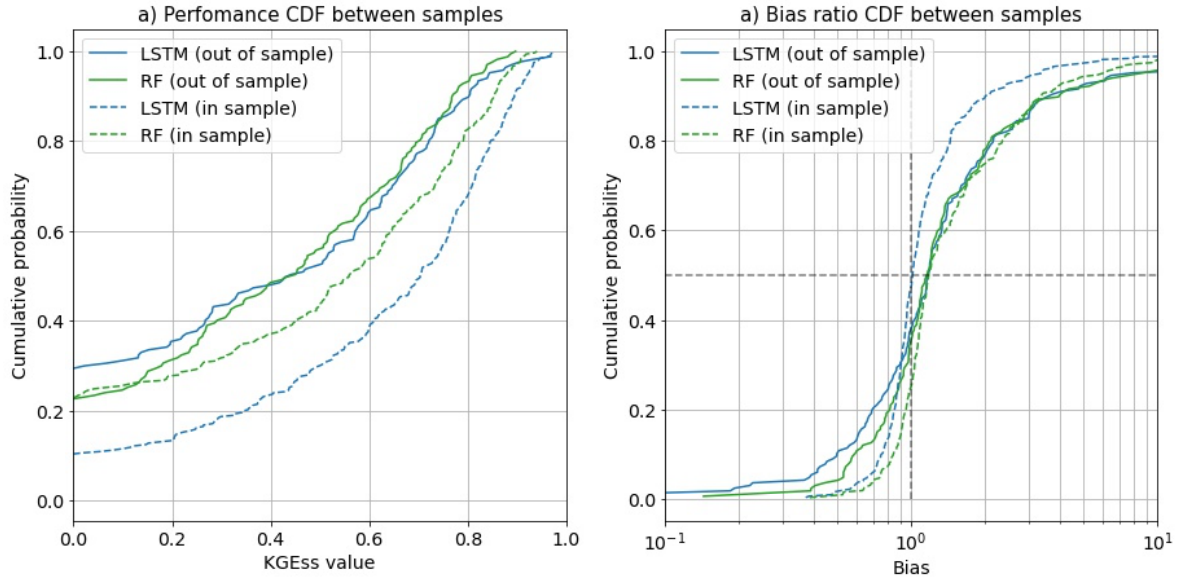 a) Perfomance CDF between samples
LSTM (out of sample)
RF (out of sample)
LSTM (in sample)
RF (in sample)
1.0
0.8
0.6
0.4
0.2
0.0
Cumulative probability
0.0 0.2 0.4 0.6 0.8 1.0
KGEss value
a) Bias ratio CDF between samples
LSTM (out of sample)
RF (out of sample)
LSTM (in sample)
RF (in sample)
1.0
0.8
0.6
0.4
0.2
0.0
Cumulative probability
10⁻¹ 10⁰ 10¹
Bias